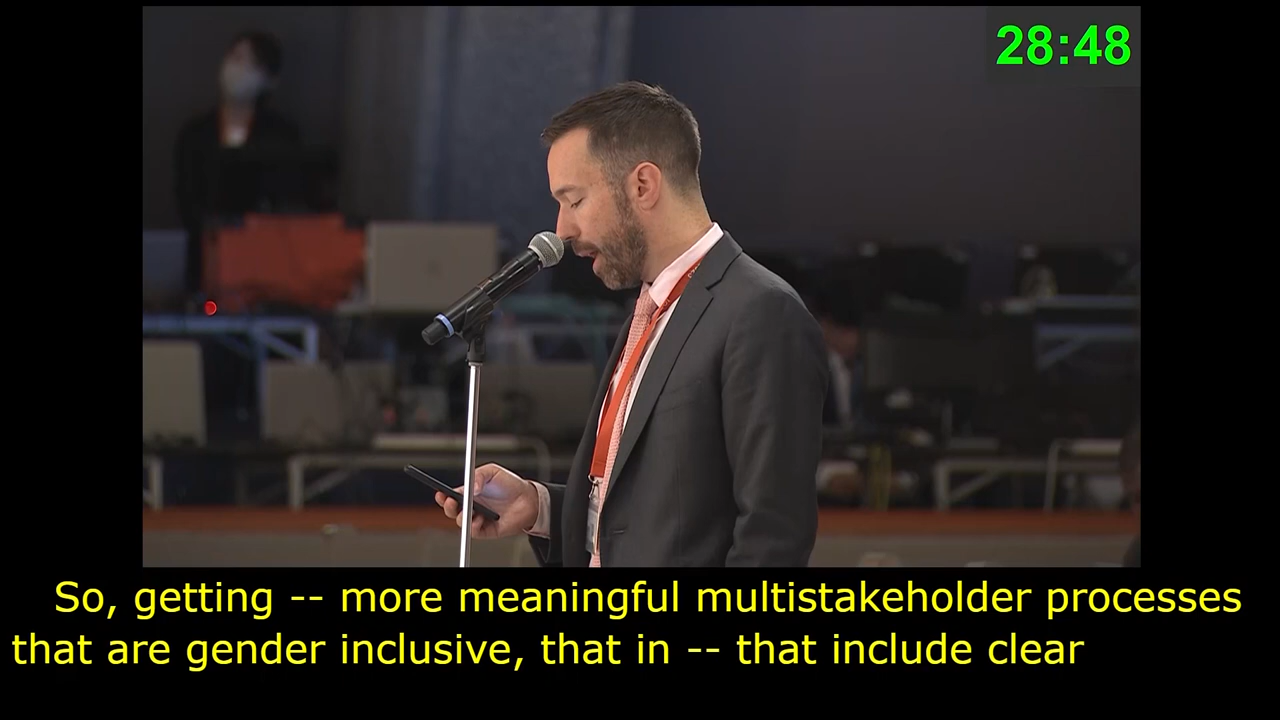 28:48
So, getting -- more meaningful multistakeholder processes
that are gender inclusive, that in -- that include clear